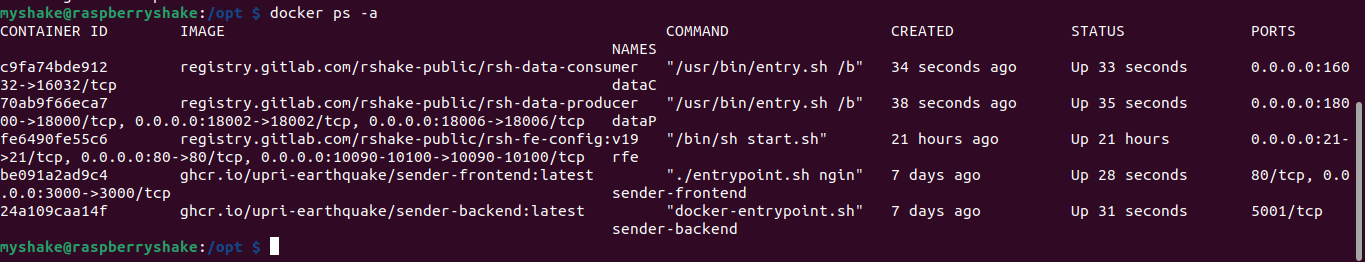 myshake@raspberryshake:/opt $ docker ps -a
CONTAINER ID        IMAGE                                                 COMMAND                  CREATED             STATUS              PORTS
                                                                    NAMES
c9fa74bde912        registry.gitlab.com/rshake-public/rsh-data-consumer   "/usr/bin/entry.sh /b"   34 seconds ago      Up 33 seconds       0.0.0.0:160
32->16032/tcp                                                       dataC
70ab9f66eca7        registry.gitlab.com/rshake-public/rsh-data-producer   "/usr/bin/entry.sh /b"   38 seconds ago      Up 35 seconds       0.0.0.0:180
00->18000/tcp, 0.0.0.0:18002->18002/tcp, 0.0.0.0:18006->18006/tcp   dataP
fe6490fe55c6        registry.gitlab.com/rshake-public/rsh-fe-config:v19   "/bin/sh start.sh"       21 hours ago        Up 21 hours         0.0.0.0:21-
>21/tcp, 0.0.0.0:80->80/tcp, 0.0.0.0:10090-10100->10090-10100/tcp   rfe
be091a2ad9c4        ghcr.io/upri-earthquake/sender-frontend:latest        "./entrypoint.sh ngin"   7 days ago          Up 28 seconds       80/tcp, 0.0
.0.0:3000->3000/tcp                                                 sender-frontend
24a109caa14f        ghcr.io/upri-earthquake/sender-backend:latest         "docker-entrypoint.sh"   7 days ago          Up 31 seconds       5001/tcp
                                                                    sender-backend
myshake@raspberryshake:/opt $